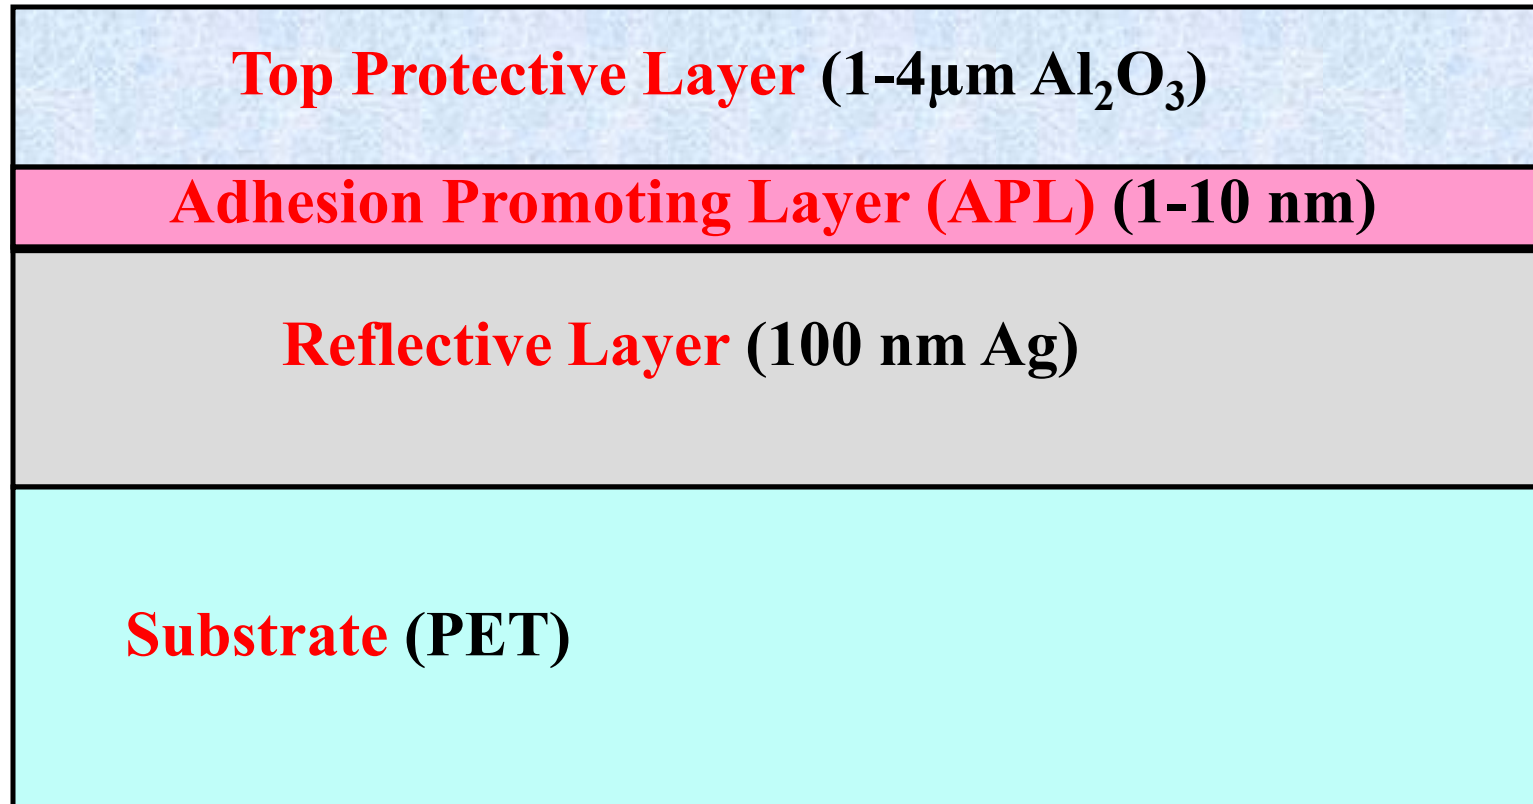 Top Protective Layer (1-4μm Al₂O₃)
Adhesion Promoting Layer (APL) (1-10 nm)
Reflective Layer (100 nm Ag)
Substrate (PET)